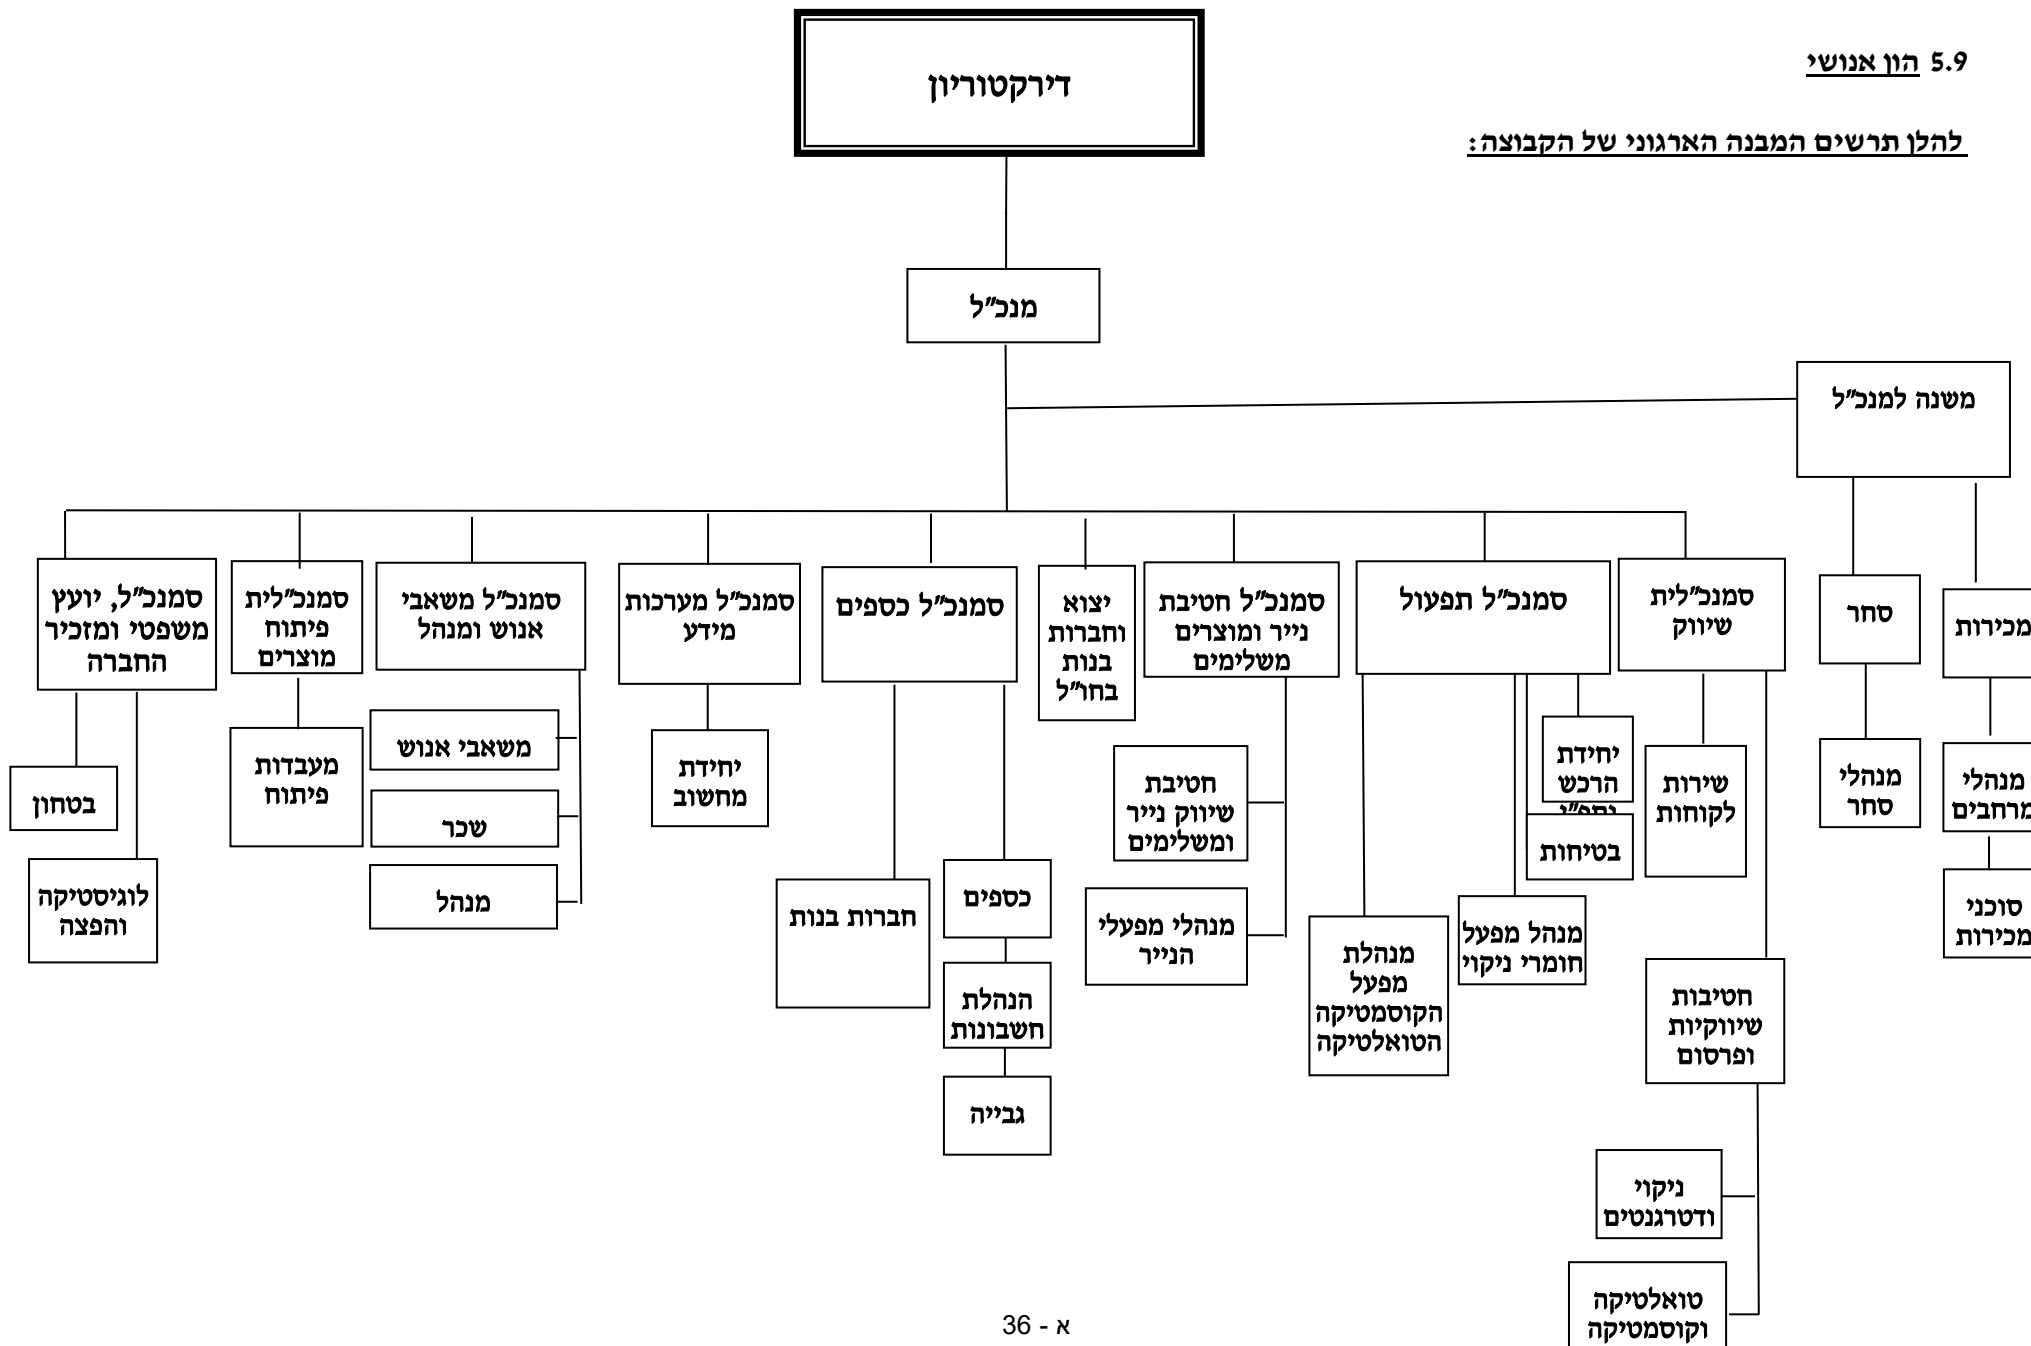 5.9 הון אנושי
להלן תרשים המבנה הארגוני של הקבוצה:
דירקטוריון
מנכ"ל
משנה למנכ"ל
מכירות
מנהלי
מרחבים
סוכני
מכירות
סחר
מנהלי
סחר
סמנכ"לית
שיווק
שירות
לקוחות
חטיבות
שיווקיות
ופרסום
ניקוי
ודטרגנטים
טואלטיקה
וקוסמטיקה
סמנכ"ל תפעול
יחידת
הרכש
בטיחות
מנהל מפעל
חומרי ניקוי
מנהלת
מפעל
הקוסמטיקה
הטואלטיקה
סמנכ"ל חטיבת
נייר ומוצרים
משלימים
חטיבת
שיווק נייר
ומשלימים
מנהלי מפעלי
הנייר
יצוא
וחברות
בנות
בחו"ל
סמנכ"ל כספים
כספים
הנהלת
חשבונות
גבייה
חברות בנות
סמנכ"ל מערכות
מידע
יחידת
מחשוב
סמנכ"ל משאבי
אנוש ומנהל
משאבי אנוש
שכר
מנהל
סמנכ"לית
פיתוח
מוצרים
מעבדות
פיתוח
סמנכ"ל, יועץ
משפטי ומזכיר
החברה
בטחון
לוגיסטיקה
והפצה
א - 36